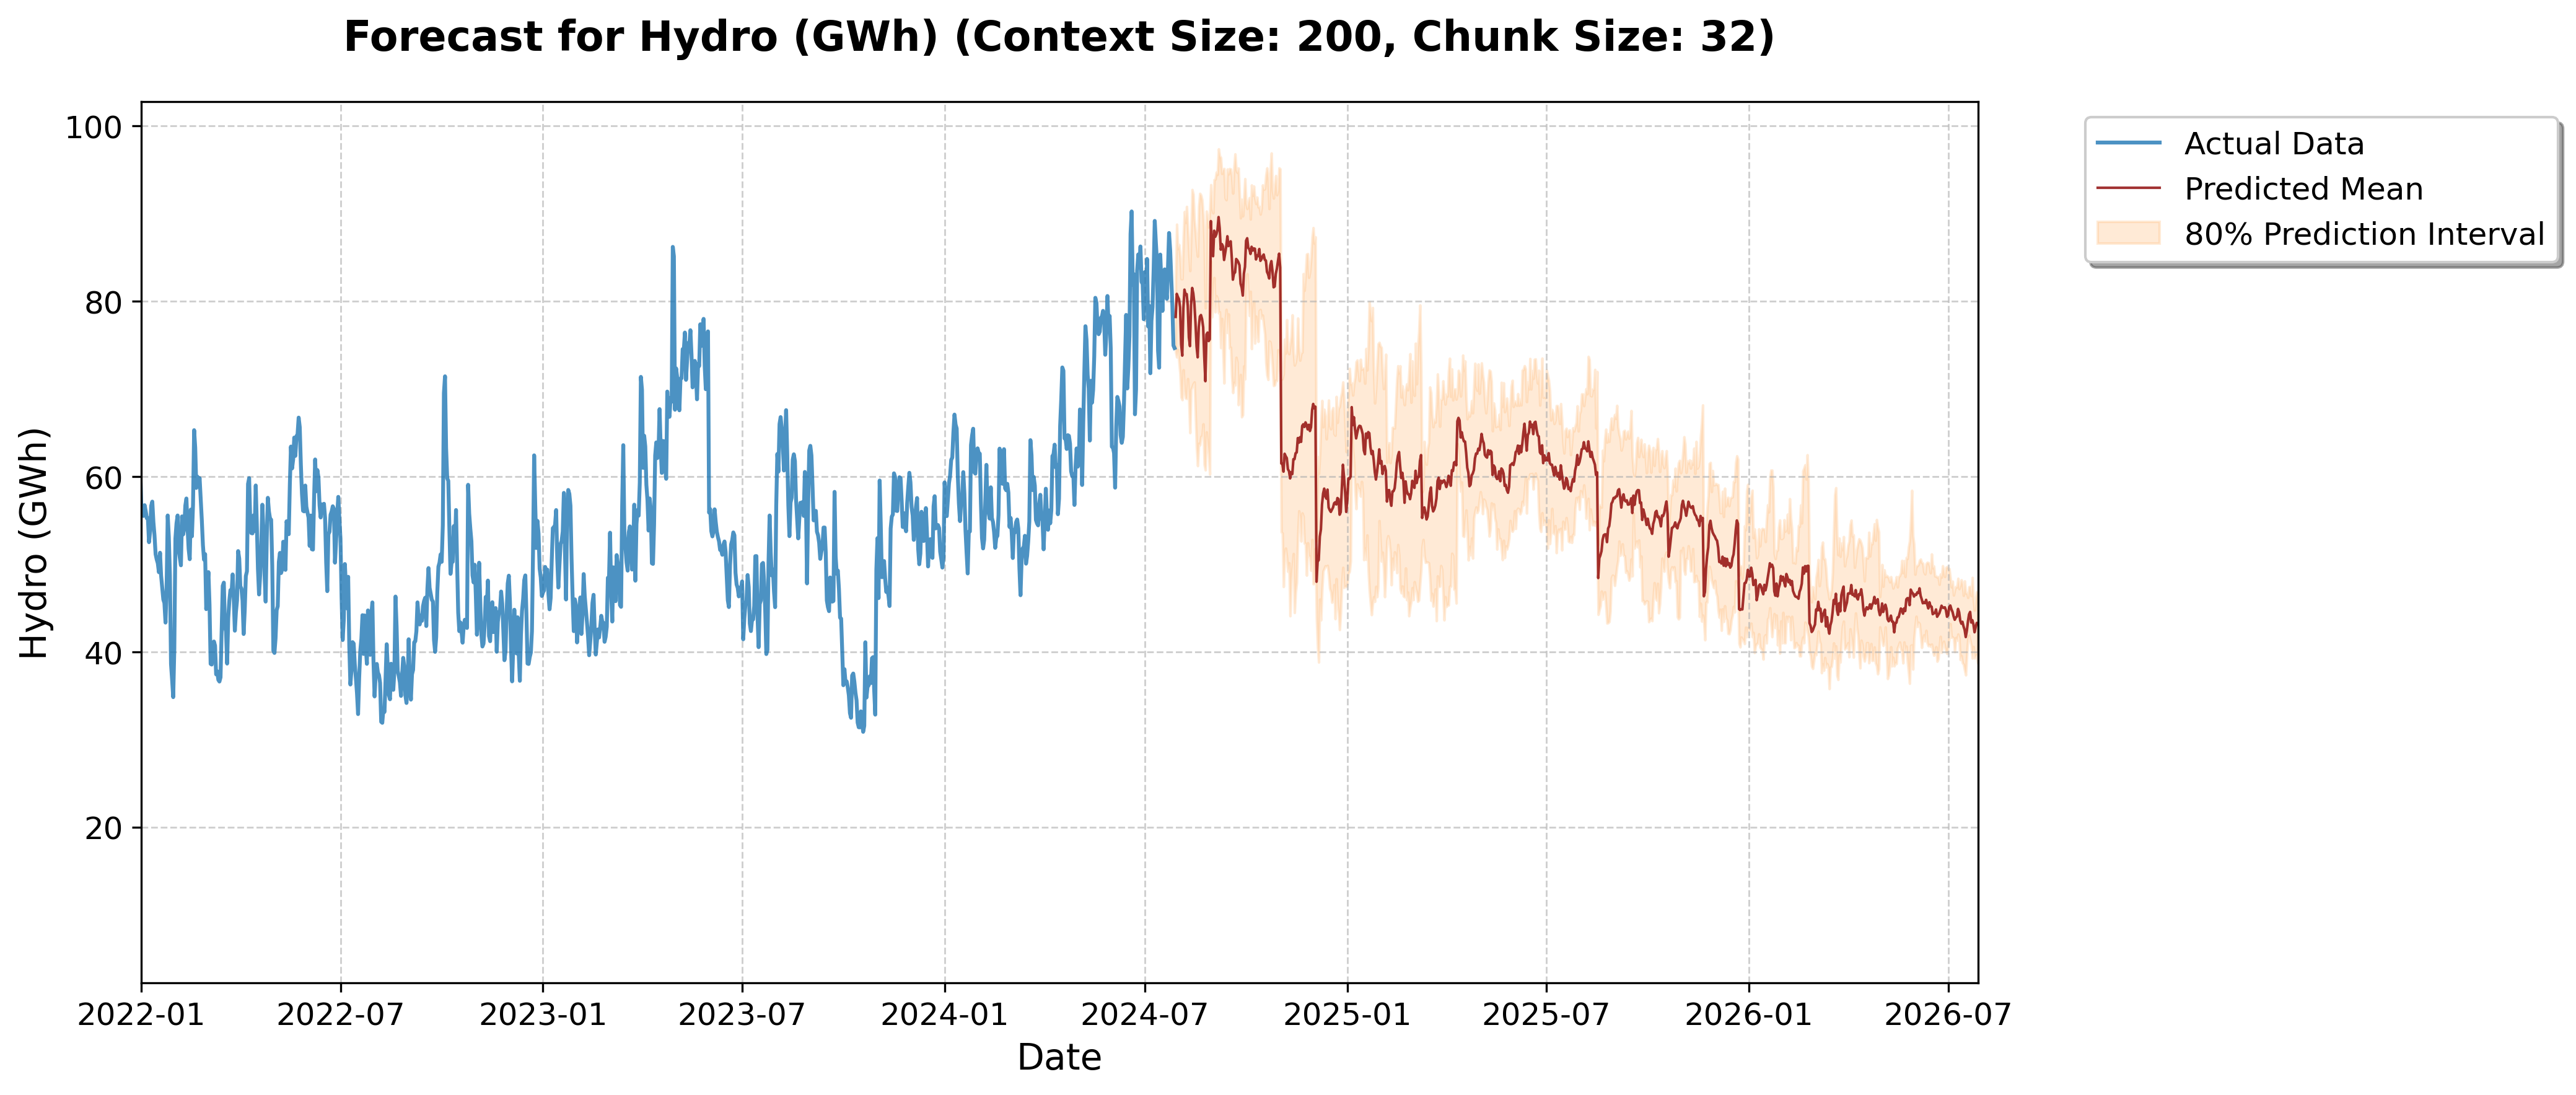 Forecast for Hydro (GWh) (Context Size: 200, Chunk Size: 32)
Actual Data
Predicted Mean
80% Prediction Interval
Hydro (GWh)
100
80
60
40
20
2022-01 2022-07 2023-01 2023-07 2024-01 2024-07 2025-01 2025-07 2026-01 2026-07
Date